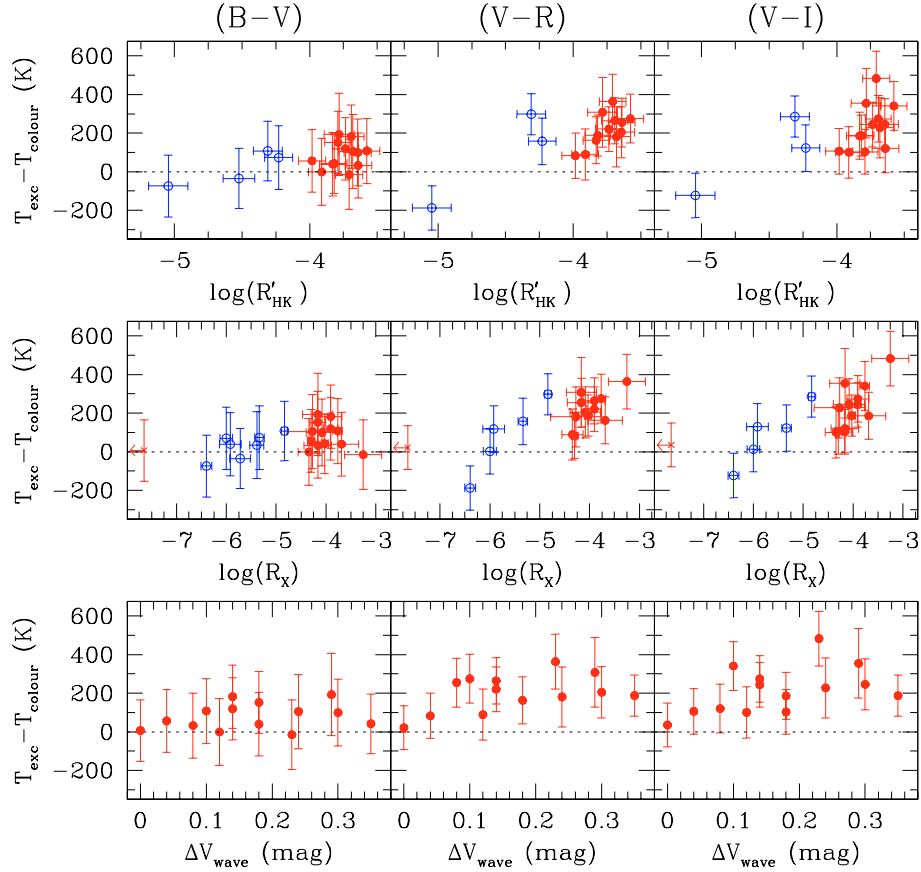 (B−V) (V−R) (V−I)
T_exc−T_colour (K)
600
400
200
0
−200
−5 −4 −5 −4 −5 −4
log(R′_HK) log(R′_HK) log(R′_HK)
T_exc−T_colour (K)
600
400
200
0
−200
−7 −6 −5 −4 −3 −7 −6 −5 −4 −3 −7 −6 −5 −4 −3
log(R_X) log(R_X) log(R_X)
T_exc−T_colour (K)
600
400
200
0
−200
0 0.1 0.2 0.3 0 0.1 0.2 0.3 0 0.1 0.2 0.3
ΔV_wave (mag) ΔV_wave (mag) ΔV_wave (mag)